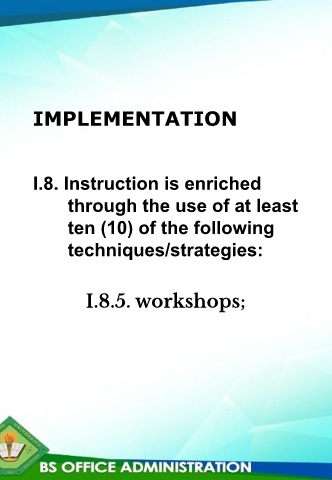 IMPLEMENTATION
I.8. Instruction is enriched
through the use of at least
ten (10) of the following
techniques/strategies:
I.8.5. workshops;
BS OFFICE ADMINISTRATION